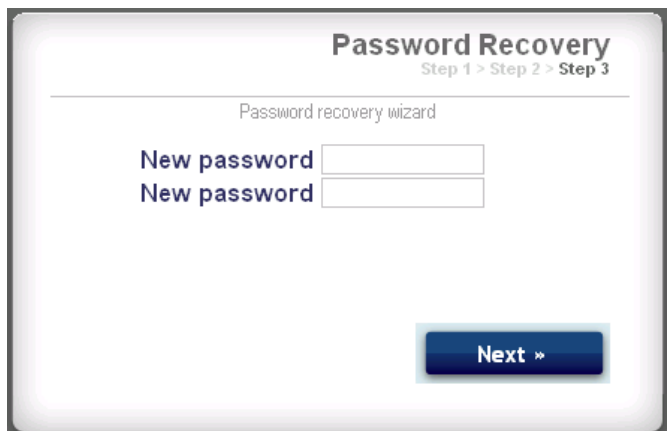 Password Recovery
Step 1 > Step 2 > Step 3
Password recovery wizard
New password
New password
Next »